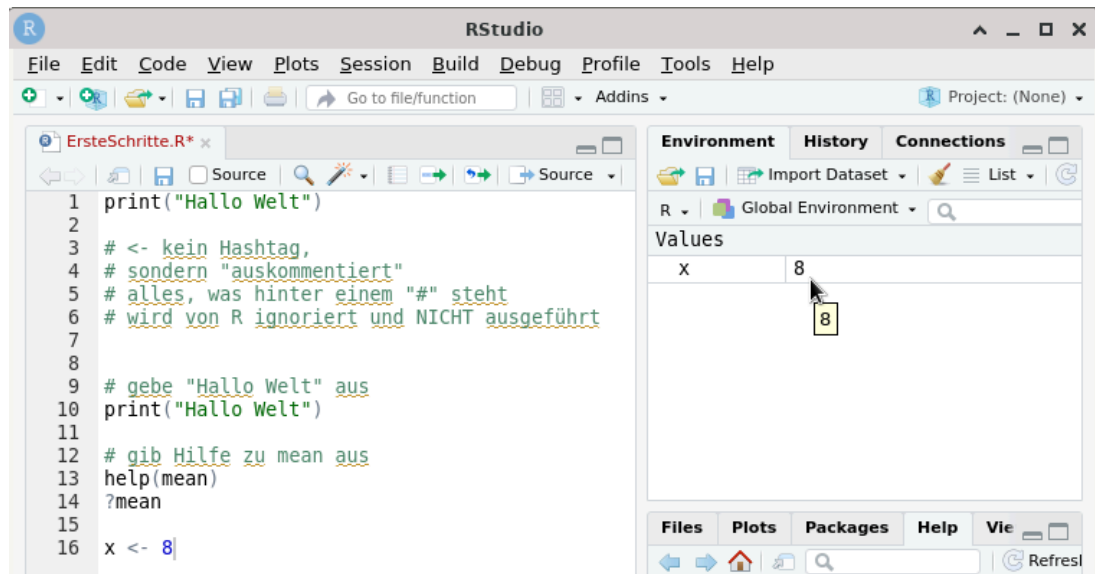 R RStudio
File Edit Code View Plots Session Build Debug Profile Tools Help
Go to file/function Addins R Project: (None)
ErsteSchritte.R*
Source Source
1 print("Hallo Welt")
2
3 # <- kein Hashtag,
4 # sondern "auskommentiert"
5 # alles, was hinter einem "#" steht
6 # wird von R ignoriert und NICHT ausgeführt
7
8
9 # gebe "Hallo Welt" aus
10 print("Hallo Welt")
11
12 # gib Hilfe zu mean aus
13 help(mean)
14 ?mean
15
16 x <- 8
Environment History Connections
Import Dataset List
R Global Environment
Values
x 8
8
Files Plots Packages Help Vie
Refresl